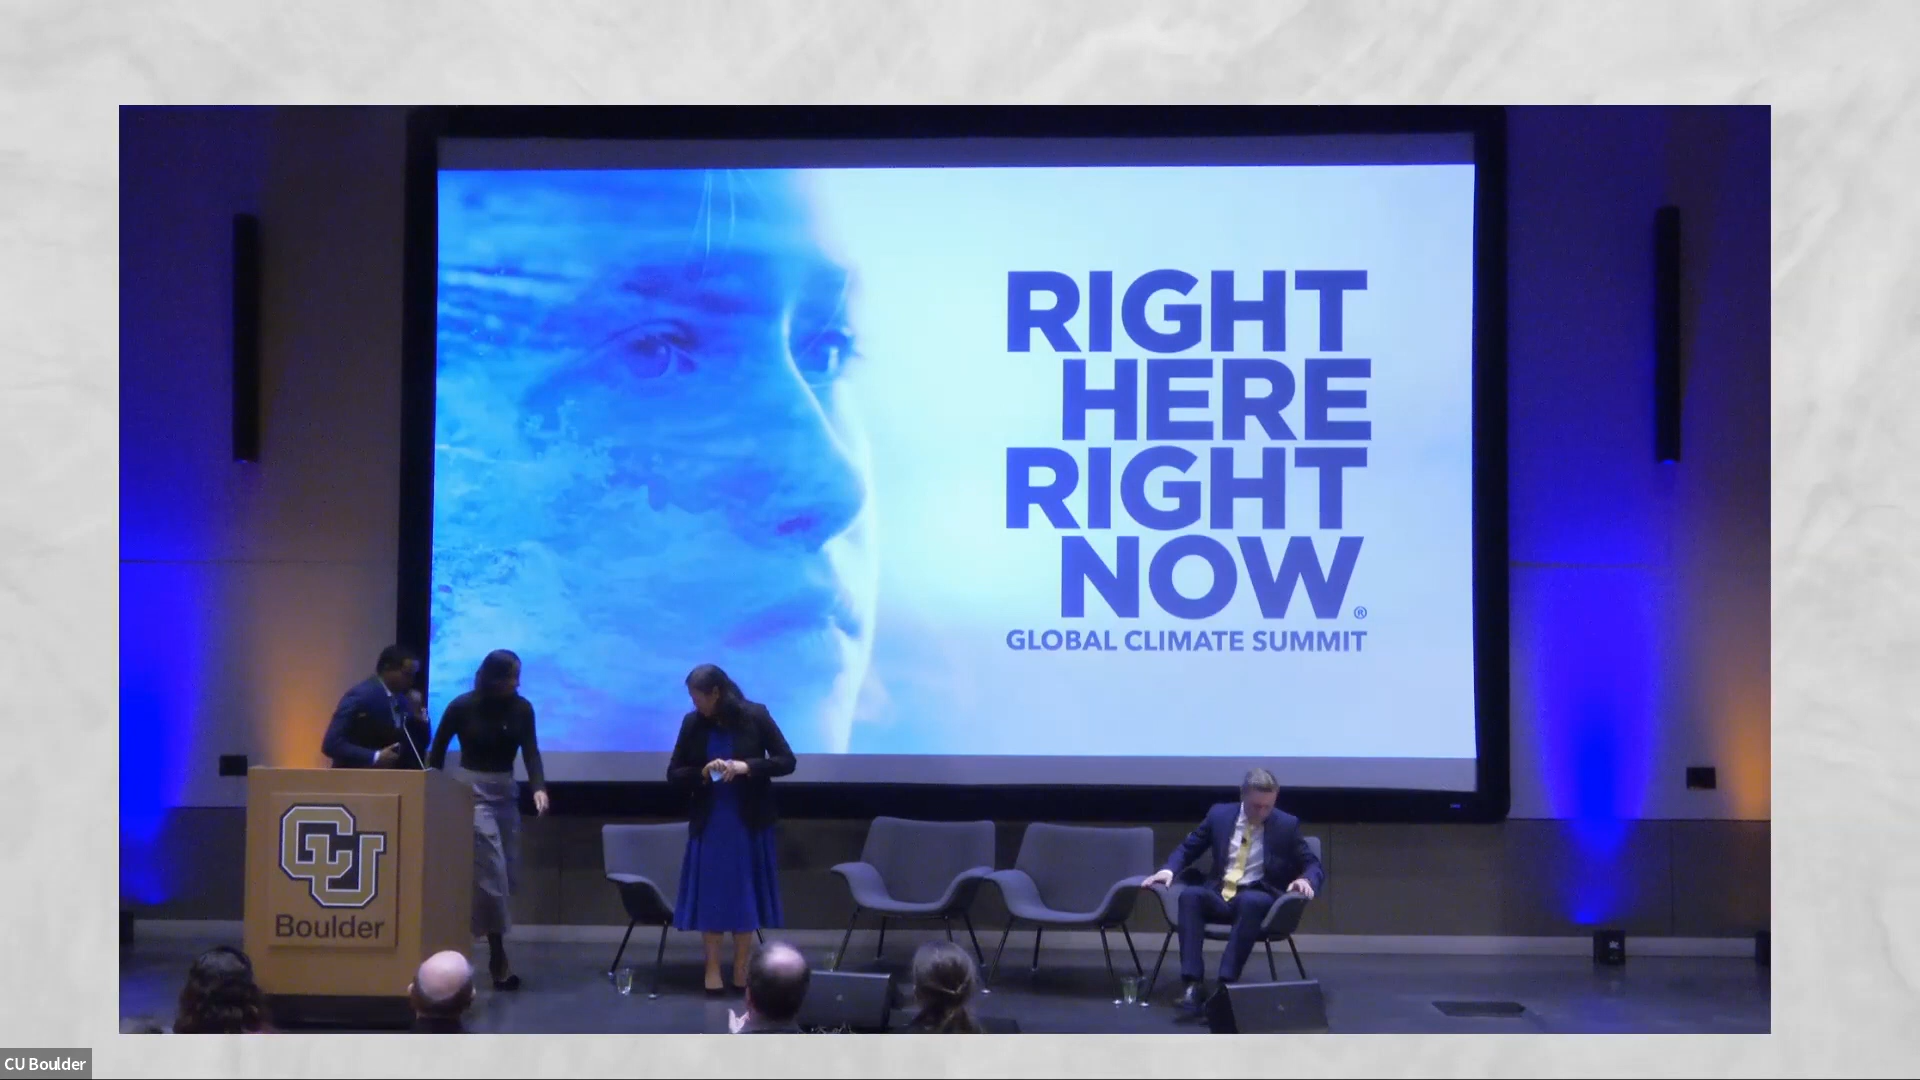 RIGHT
HERE
RIGHT
NOW®
GLOBAL CLIMATE SUMMIT
CU
Boulder
CU Boulder